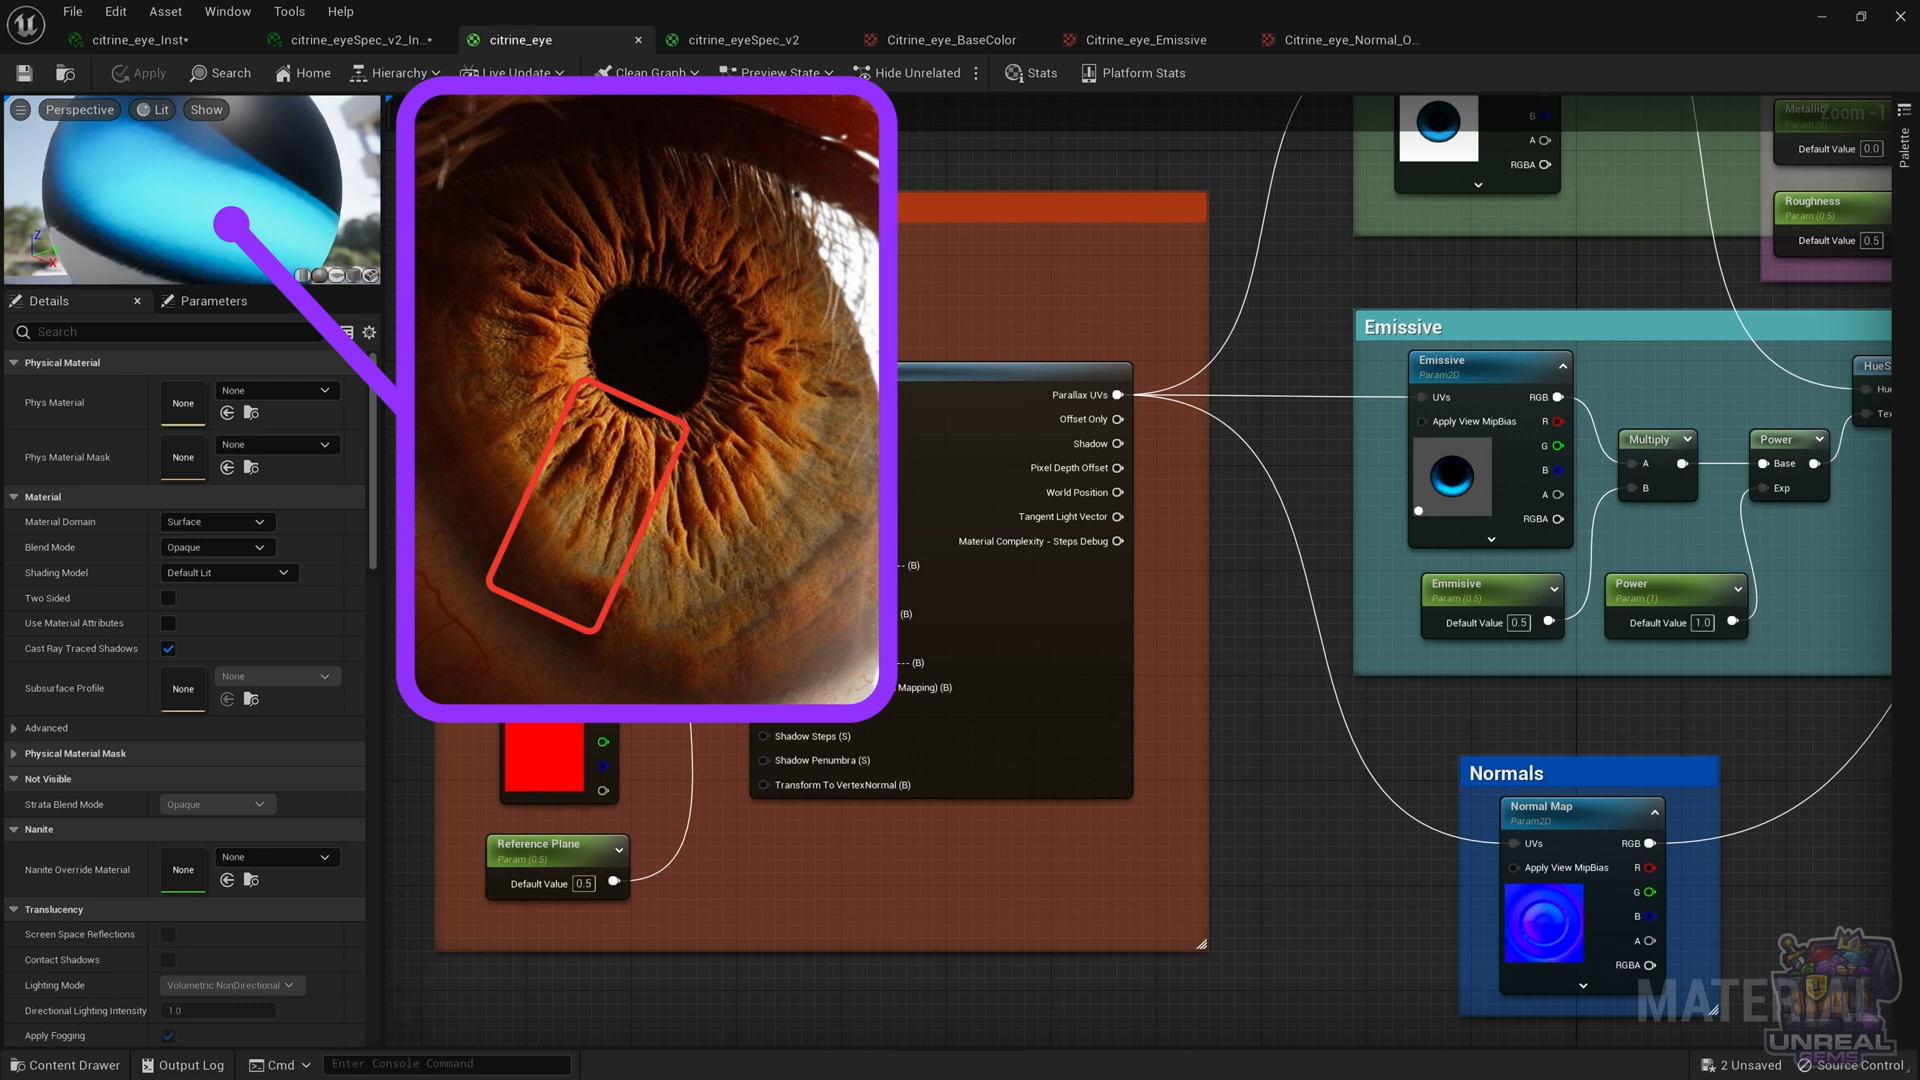 File Edit Asset Window Tools Help
citrine_eye_Inst*
citrine_eyeSpec_v2_In...*
citrine_eye
citrine_eyeSpec_v2
Citrine_eye_BaseColor
Citrine_eye_Emissive
Citrine_eye_Normal_O...
Apply
Search
Home
Hierarchy
Live Update
Clean Graph
Preview State
Hide Unrelated
Stats
Platform Stats
Perspective
Lit
Show
Z
X
Details
Parameters
Search
Physical Material
Phys Material
None
None
Phys Material Mask
None
None
Material
Material Domain
Surface
Blend Mode
Opaque
Shading Model
Default Lit
Two Sided
Use Material Attributes
Cast Ray Traced Shadows
Subsurface Profile
None
None
Advanced
Physical Material Mask
Not Visible
Strata Blend Mode
Opaque
Nanite
Nanite Override Material
None
None
Translucency
Screen Space Reflections
Contact Shadows
Lighting Mode
Volumetric NonDirectional
Directional Lighting Intensity
1.0
Apply Fogging
Parallax UVs
Offset Only
Shadow
Pixel Depth Offset
World Position
Tangent Light Vector
Material Complexity - Steps Debug
-- (B)
(B)
--- (B)
Mapping) (B)
Shadow Steps (S)
Shadow Penumbra (S)
Transform To VertexNormal (B)
Reference Plane
Param (0.5)
Default Value 0.5
B
A
RGBA
Metallic
Param (0)
Default Value 0.0
Zoom -1
Palette
Roughness
Param (0.5)
Default Value 0.5
Emissive
Emissive
Param2D
UVs
RGB
Apply View MipBias
R
G
B
A
RGBA
Multiply
A
B
Power
Base
Exp
HueS
Hue
Tex
Emmisive
Param (0.5)
Default Value 0.5
Power
Param (1)
Default Value 1.0
Normals
Normal Map
Param2D
UVs
RGB
Apply View MipBias
R
G
B
A
RGBA
MATERIAL
UNREAL
GEMS
Content Drawer
Output Log
Cmd
Enter Console Command
2 Unsaved
Source Control